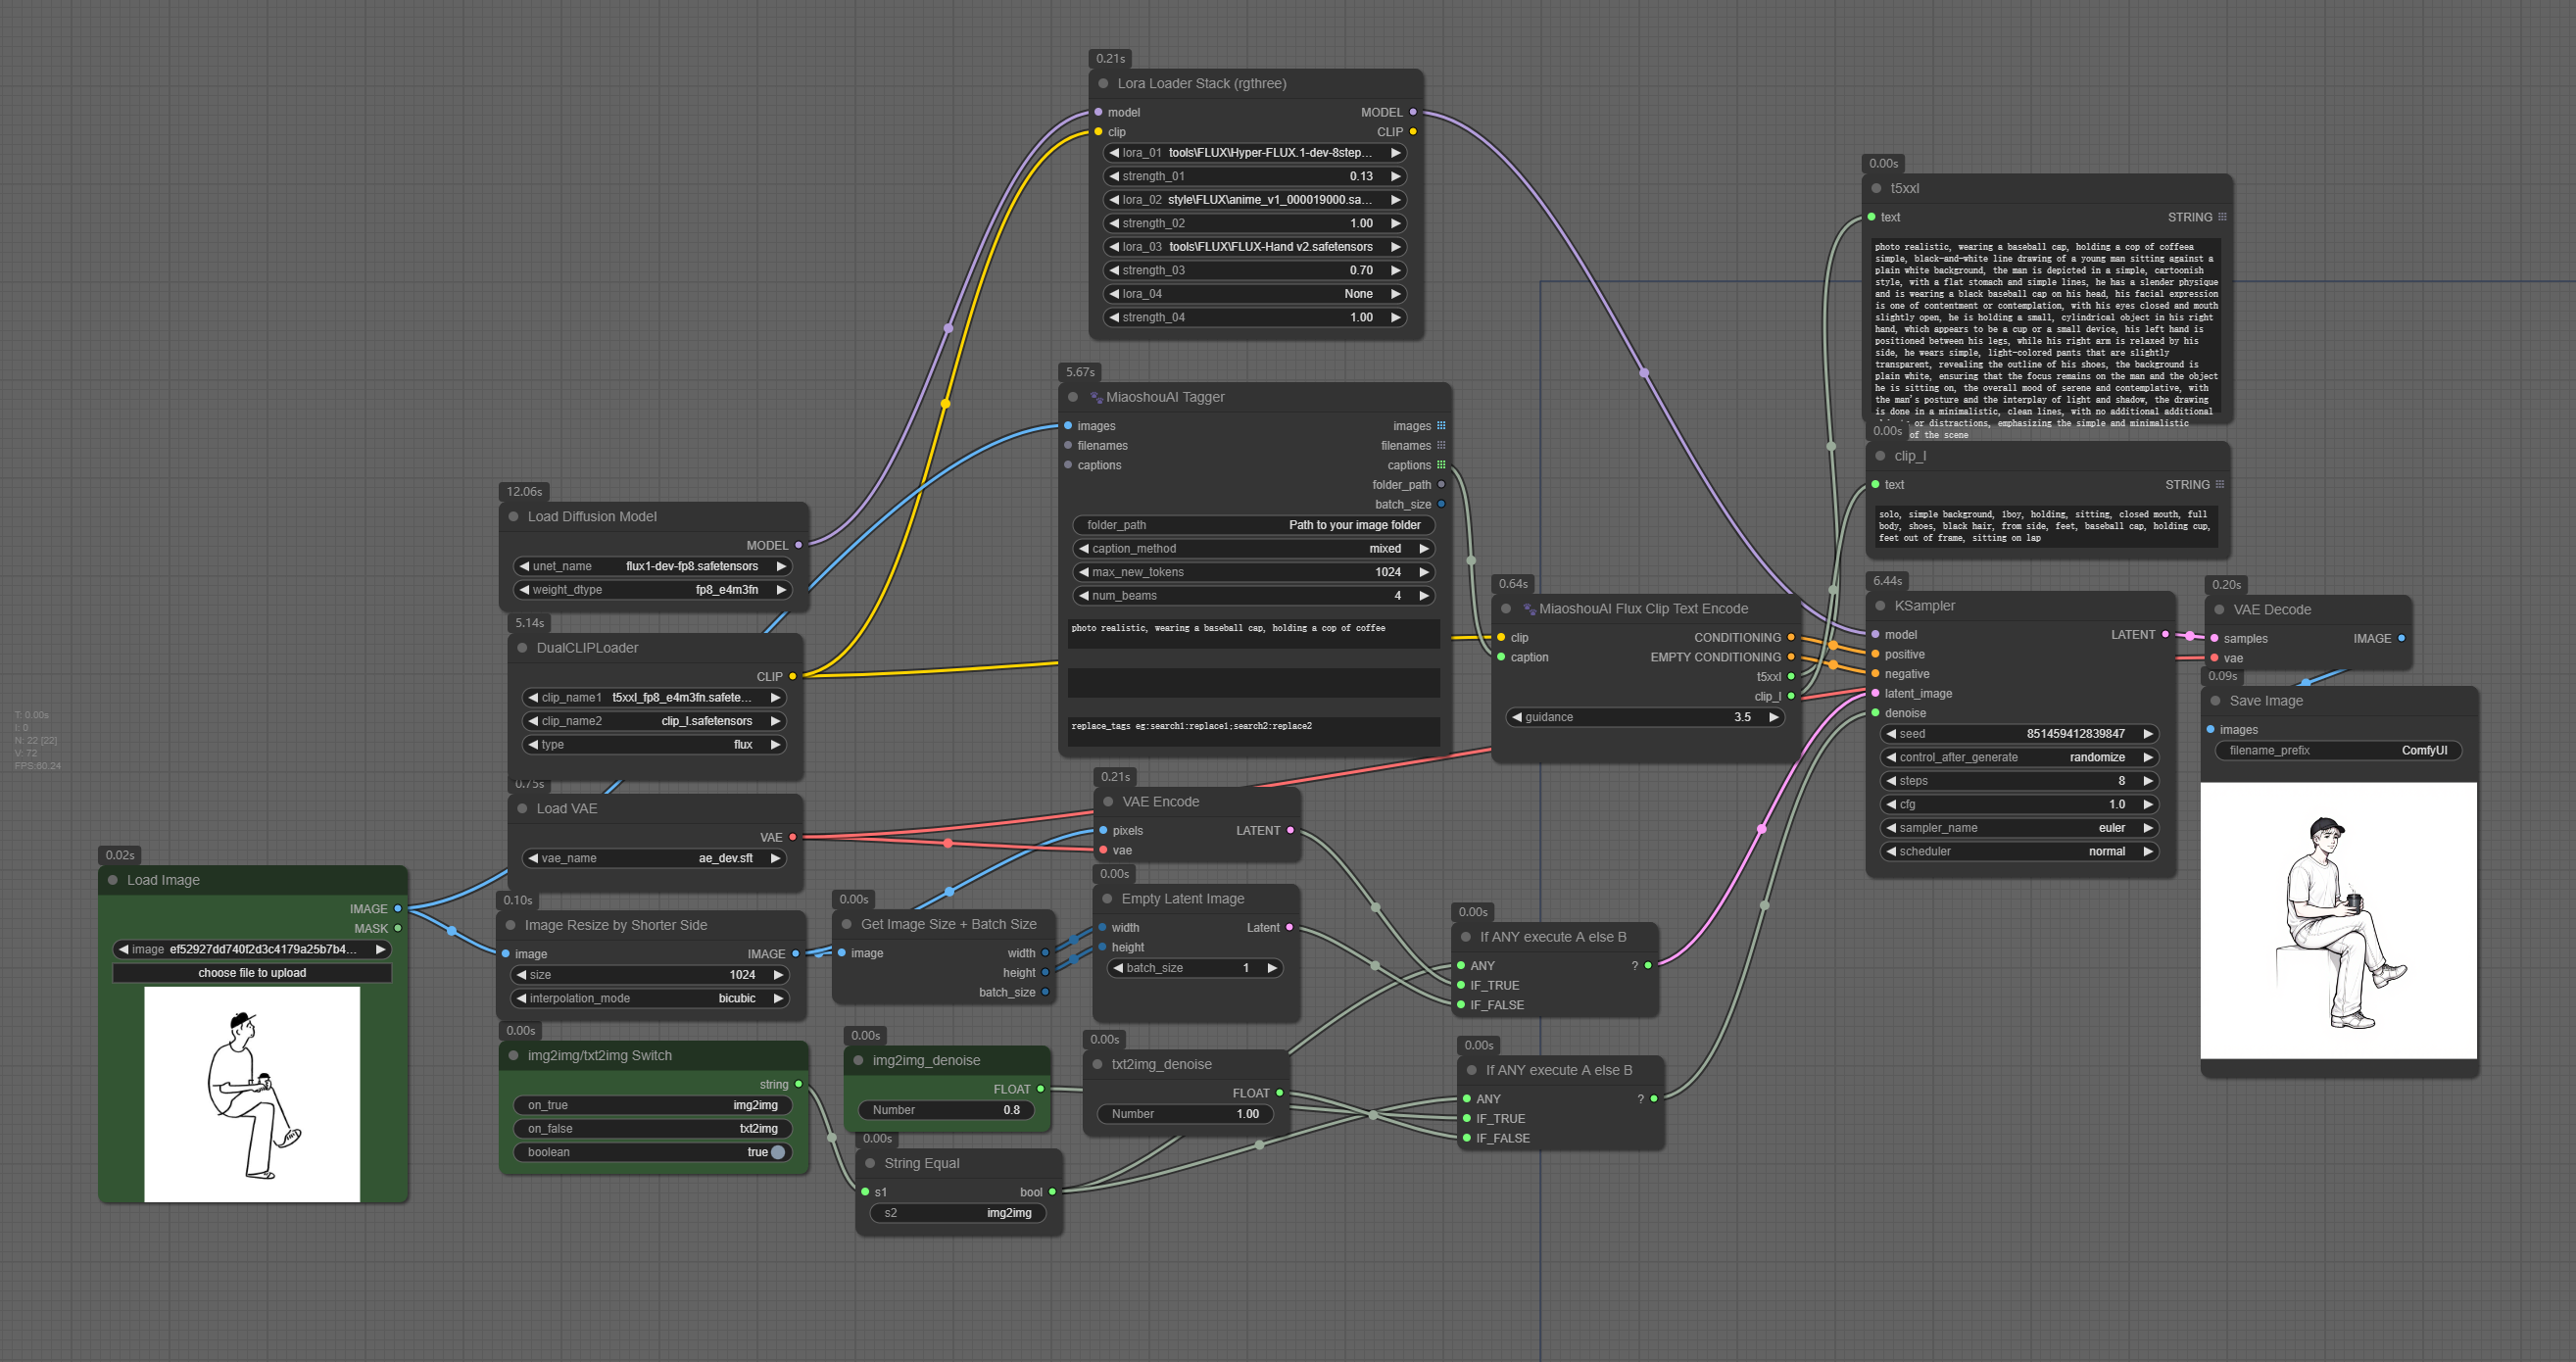 0.21s
Lora Loader Stack (rgthree)
model MODEL
clip CLIP
lora_01 tools\FLUX\Hyper-FLUX.1-dev-8step...
strength_01 0.13
lora_02 style\FLUX\anime_v1_000019000.sa...
strength_02 1.00
lora_03 tools\FLUX\FLUX-Hand v2.safetensors
strength_03 0.70
lora_04 None
strength_04 1.00
0.00s
t5xxl
text STRING
photo realistic, wearing a baseball cap, holding a cop of coffeea
simple, black-and-white line drawing of a young man sitting against a
plain white background, the man is depicted in a simple, cartoonish
style, with a flat stomach and simple lines, he has a slender physique
and is wearing a black baseball cap on his head, his facial expression
is one of contentment or contemplation, with his eyes closed and mouth
slightly open, he is holding a small, cylindrical object in his right
hand, which appears to be a cup or a small device, his left hand is
positioned between his legs, while his right arm is relaxed by his
side, he wears simple, light-colored pants that are slightly
transparent, revealing the outline of his shoes, the background is
plain white, ensuring that the focus remains on the man and the object
he is sitting on, the overall mood of serene and contemplative, with
the man's posture and the interplay of light and shadow, the drawing
is done in a minimalistic, clean lines, with no additional additional
or distractions, emphasizing the simple and minimalistic
of the scene
0.00s
clip_l
text STRING
solo, simple background, 1boy, holding, sitting, closed mouth, full
body, shoes, black hair, from side, feet, baseball cap, holding cup,
feet out of frame, sitting on lap
5.67s
MiaoshouAI Tagger
images images
filenames filenames
captions captions
folder_path
batch_size
folder_path Path to your image folder
caption_method mixed
max_new_tokens 1024
num_beams 4
photo realistic, wearing a baseball cap, holding a cop of coffee
replace_tags eg:search1:replace1;search2:replace2
12.06s
Load Diffusion Model
MODEL
unet_name flux1-dev-fp8.safetensors
weight_dtype fp8_e4m3fn
5.14s
DualCLIPLoader
CLIP
clip_name1 t5xxl_fp8_e4m3fn.safete...
clip_name2 clip_l.safetensors
type flux
0.75s
Load VAE
VAE
vae_name ae_dev.sft
0.64s
MiaoshouAI Flux Clip Text Encode
clip CONDITIONING
caption EMPTY CONDITIONING
t5xxl
clip_l
guidance 3.5
6.44s
KSampler
model LATENT
positive
negative
latent_image
denoise
seed 851459412839847
control_after_generate randomize
steps 8
cfg 1.0
sampler_name euler
scheduler normal
0.20s
VAE Decode
samples IMAGE
vae
0.09s
Save Image
images
filename_prefix ComfyUI
T: 0.00s
I: 0
N: 22 [22]
V: 72
FPS:60.24
0.02s
Load Image
IMAGE
MASK
image ef52927dd740f2d3c4179a25b7b4...
choose file to upload
0.10s
Image Resize by Shorter Side
image IMAGE
size 1024
interpolation_mode bicubic
0.00s
Get Image Size + Batch Size
image width
height
batch_size
0.21s
VAE Encode
pixels LATENT
vae
0.00s
Empty Latent Image
width Latent
height
batch_size 1
0.00s
If ANY execute A else B
ANY ?
IF_TRUE
IF_FALSE
0.00s
img2img/txt2img Switch
string
on_true img2img
on_false txt2img
boolean true
0.00s
img2img_denoise
FLOAT
Number 0.8
0.00s
txt2img_denoise
FLOAT
Number 1.00
0.00s
If ANY execute A else B
ANY ?
IF_TRUE
IF_FALSE
0.00s
String Equal
s1 bool
s2 img2img